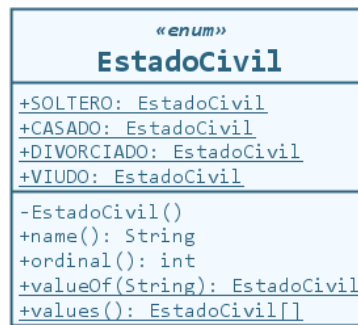 «enum»
EstadoCivil
+SOLTERO: EstadoCivil
+CASADO: EstadoCivil
+DIVORCIADO: EstadoCivil
+VIUDO: EstadoCivil
-EstadoCivil()
+name(): String
+ordinal(): int
+valueOf(String): EstadoCivil
+values(): EstadoCivil[]